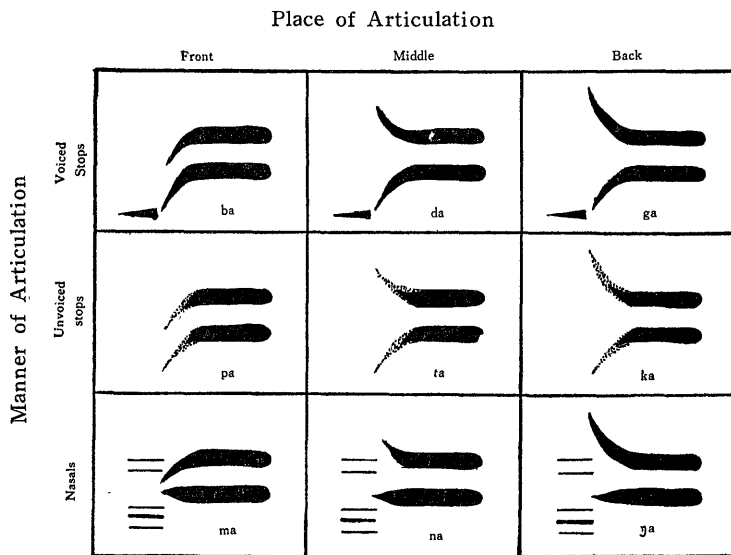 Place of Articulation
Front Middle Back
Manner of Articulation
Voiced
Stops
ba da ga
Unvoiced
stops
pa ta ka
Nasals
ma na ŋa